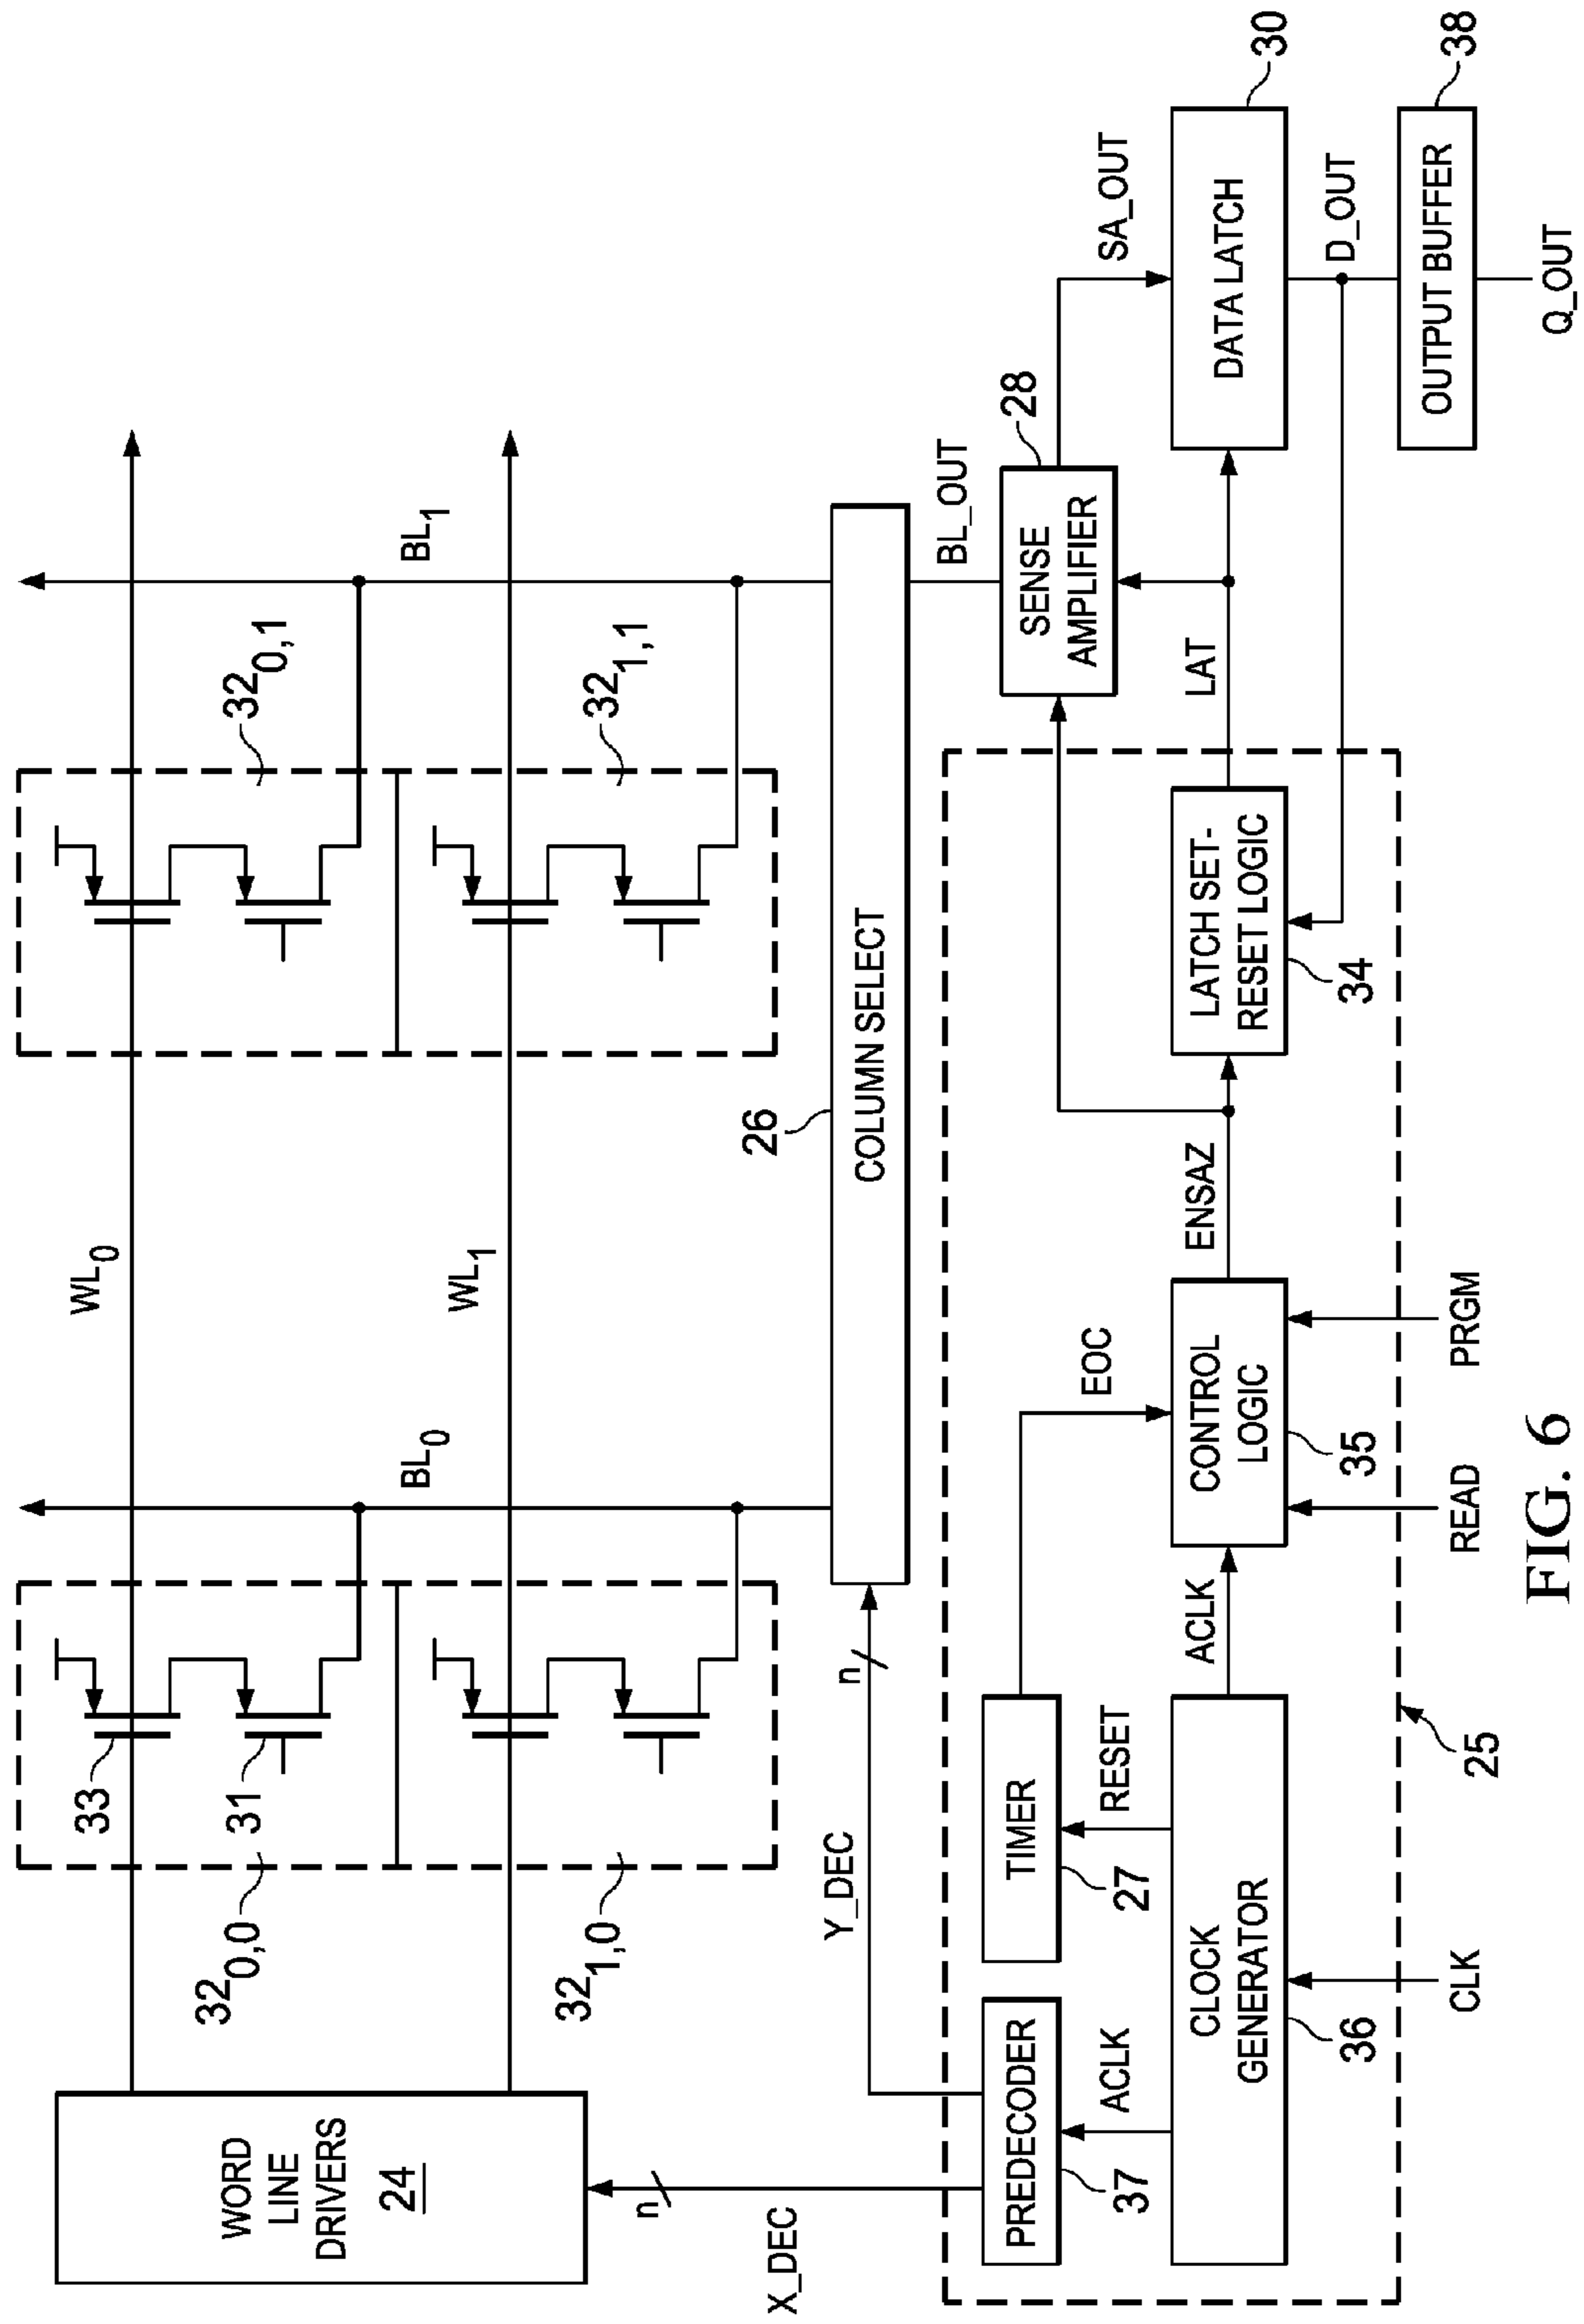 WORD
LINE
DRIVERS
24
WL0
WL1
33
31
320,0
321,0
BL0
BL1
320,1
321,1
X_DEC
n
Y_DEC
n
26
COLUMN SELECT
BL_OUT
PREDECODER
37
TIMER
27
ACLK
RESET
EOC
CLOCK
GENERATOR
36
ACLK
CONTROL
LOGIC
35
ENSAZ
LATCH SET-
RESET LOGIC
34
LAT
SENSE
AMPLIFIER
28
SA_OUT
DATA LATCH
30
D_OUT
OUTPUT BUFFER
38
Q_OUT
CLK
25
READ
PRGM
FIG. 6